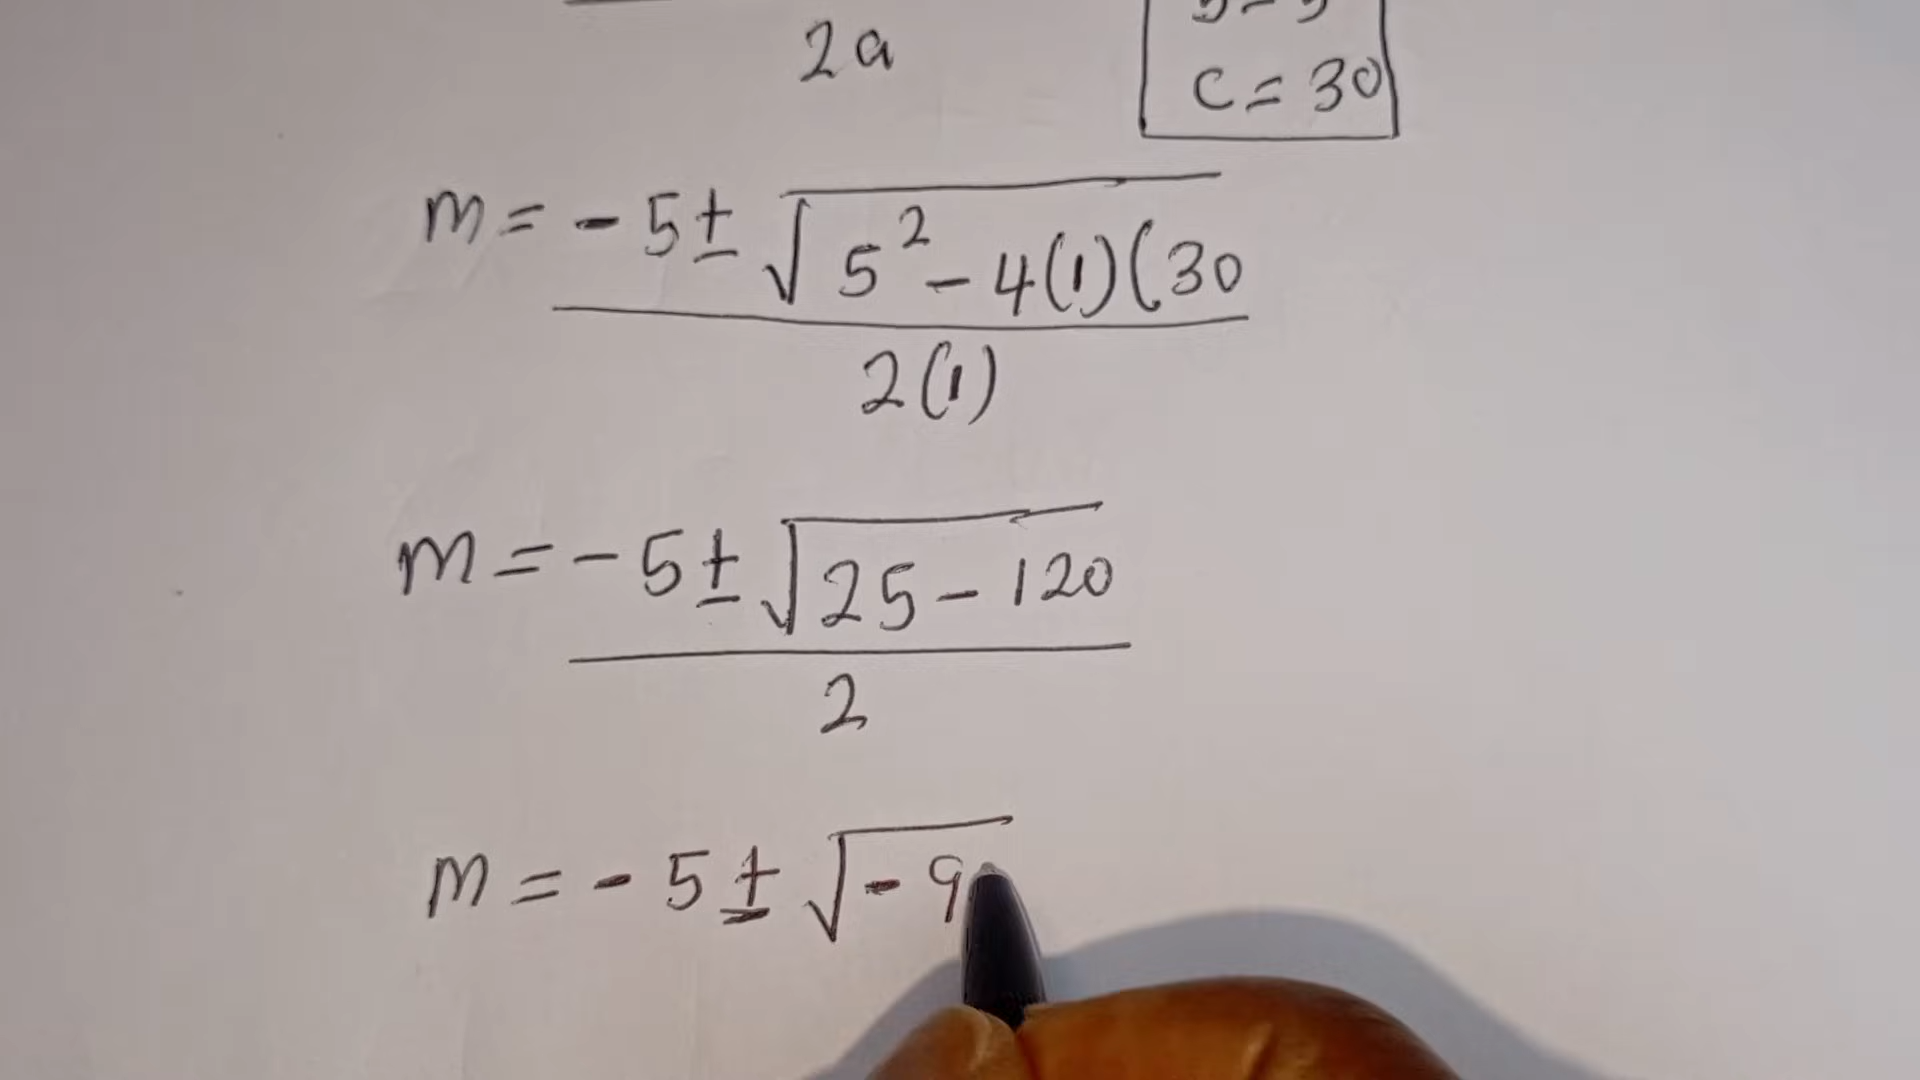 2a
c = 30
m = - 5 ± √5² - 4(1)(30
2(1)
m = - 5 ± √25 - 120
2
m = - 5 ± √- 9